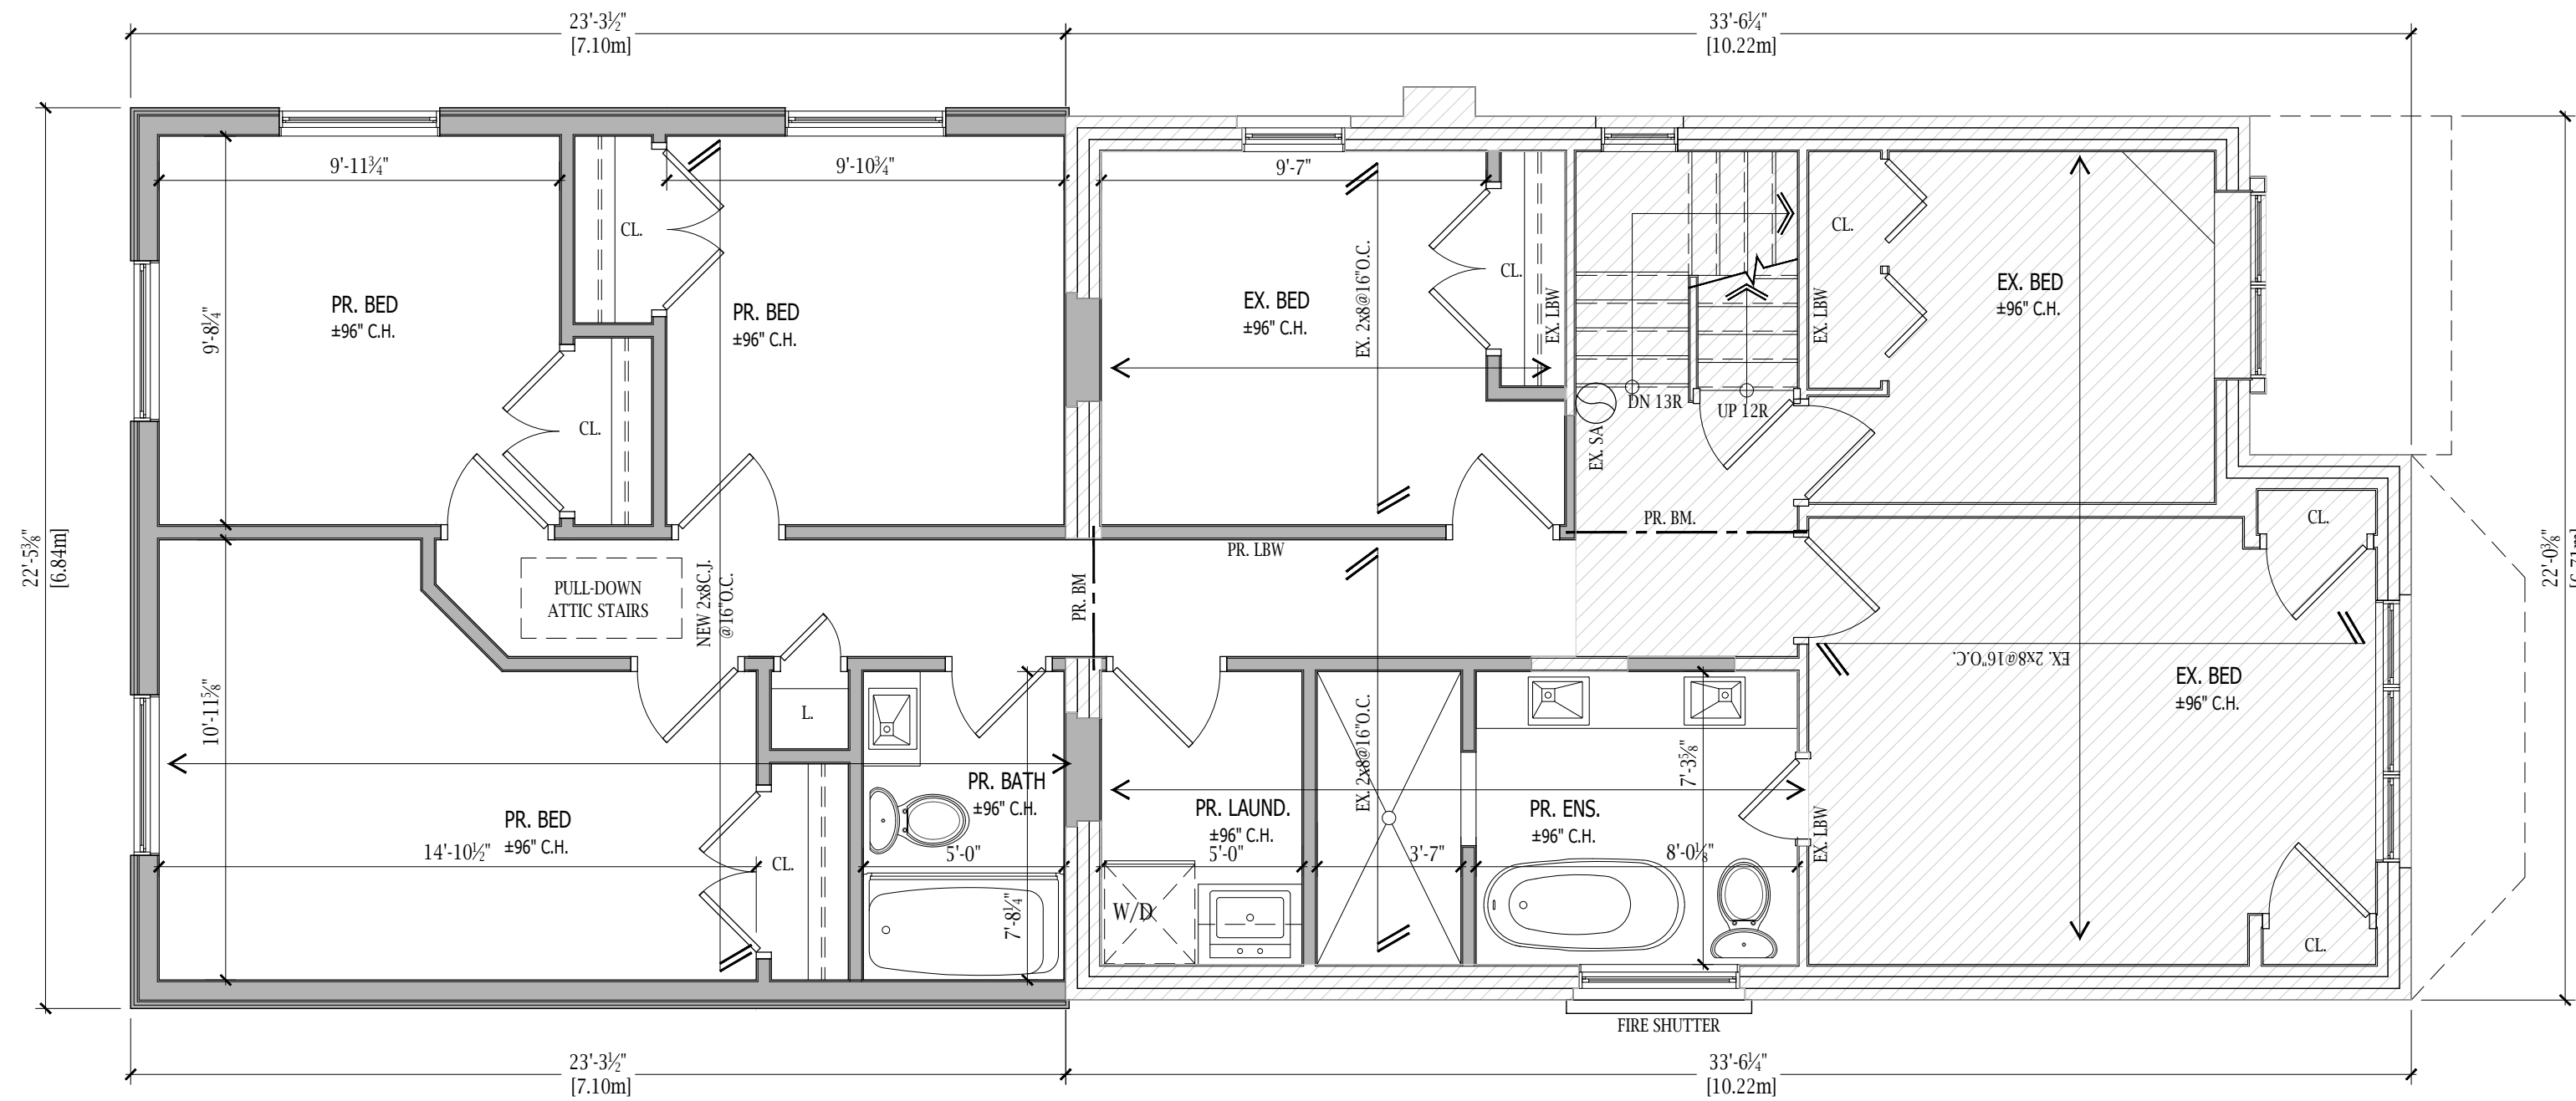 23'-3½"
[7.10m]
33'-6¼"
[10.22m]
9'-11¾"
9'-10¾"
9'-7"
CL.
CL.
CL.
PR. BED
±96" C.H.
PR. BED
±96" C.H.
EX. BED
±96" C.H.
EX. BED
±96" C.H.
9'-8¼"
EX. 2x8@16"O.C.
EX. LBW
EX. LBW
CL.
DN 13R
UP 12R
EX. SA
PR. BM.
CL.
22'-5⅜"
[6.84m]
22'-0⅜"
PULL-DOWN
ATTIC STAIRS
NEW 2x8C.J.
@16"O.C.
PR. BM
PR. LBW
EX. 2x8@16"O.C.
EX. BED
±96" C.H.
10'-11⅝"
L.
EX. 2x8@16"O.C.
7'-3⅝"
PR. BATH
±96" C.H.
PR. BED
±96" C.H.
PR. LAUND.
±96" C.H.
PR. ENS.
±96" C.H.
EX. LBW
14'-10½"
CL.
5'-0"
5'-0"
3'-7"
8'-0⅛"
7'-8¼"
W/D
CL.
FIRE SHUTTER
23'-3½"
[7.10m]
33'-6¼"
[10.22m]